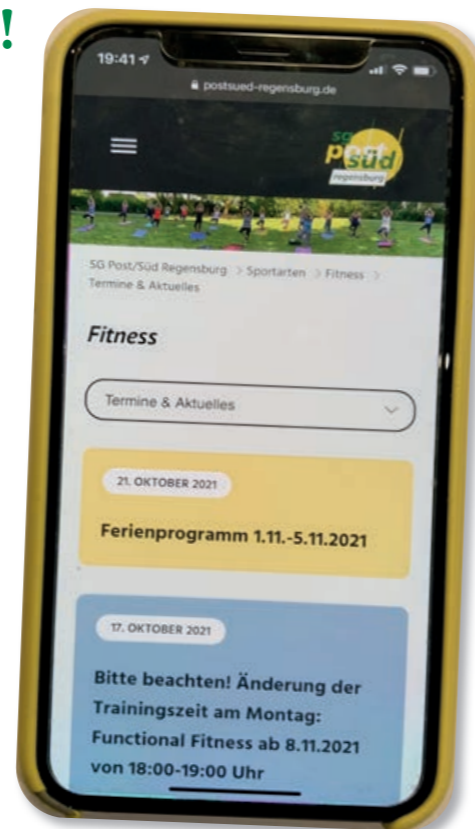 !
19:41
postsued-regensburg.de
sg
post
süd
regensburg
SG Post/Süd Regensburg > Sportarten > Fitness >
Termine & Aktuelles
Fitness
Termine & Aktuelles
21. OKTOBER 2021
Ferienprogramm 1.11.-5.11.2021
17. OKTOBER 2021
Bitte beachten! Änderung der
Trainingszeit am Montag:
Functional Fitness ab 8.11.2021
von 18:00-19:00 Uhr